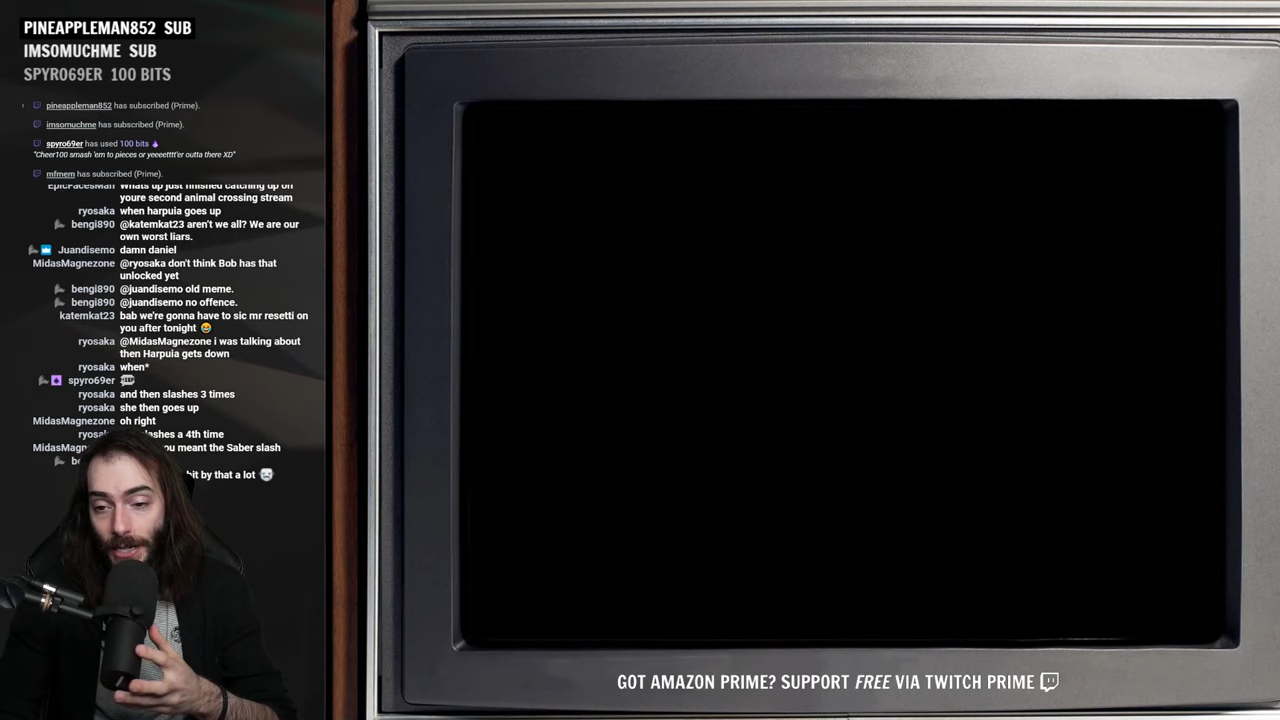 PINEAPPLEMAN852 SUB
IMSOMUCHME SUB
SPYRO69ER 100 BITS
pineappleman852 has subscribed (Prime).
imsomuchme has subscribed (Prime).
spyro69er has used 100 bits
"Cheer100 smash 'em to pieces or yeeeetttt'er outta there XD"
mfmem has subscribed (Prime).
EpicFacesMan Whats up just finished catching up on
youre second animal crossing stream
ryosaka when harpuia goes up
bengi890 @katemkat23 aren't we all? We are our
own worst liars.
Juandisemo damn daniel
MidasMagnezone @ryosaka don't think Bob has that
unlocked yet
bengi890 @juandisemo old meme.
bengi890 @juandisemo no offence.
katemkat23 bab we're gonna have to sic mr resetti on
you after tonight 😂
ryosaka @MidasMagnezone i was talking about
then Harpuia gets down
ryosaka when*
spyro69er
ryosaka and then slashes 3 times
ryosaka she then goes up
MidasMagnezone oh right
slashes a 4th time
you meant the Saber slash
by that a lot
GOT AMAZON PRIME? SUPPORT FREE VIA TWITCH PRIME